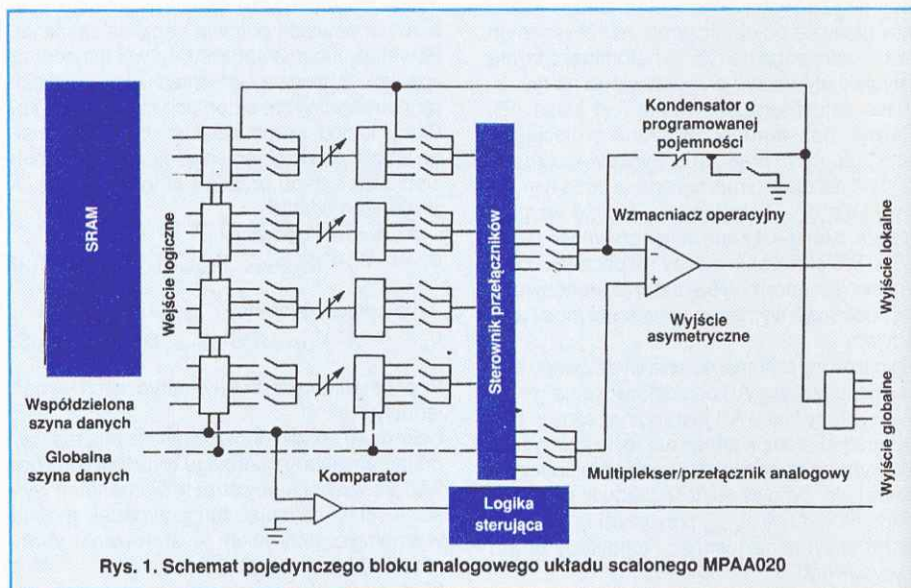 Kondensator o
programowanej
pojemności
SRAM
Wejście logiczne
Sterownik przełączników
Wzmacniacz operacyjny
−
+
Wyjście
asymetryczne
Wyjście lokalne
Wyjście globalne
Współdzielona
szyna danych
Globalna
szyna danych
Komparator
Multiplekser/przełącznik analogowy
Logika
sterująca
Rys. 1. Schemat pojedynczego bloku analogowego układu scalonego MPAA020